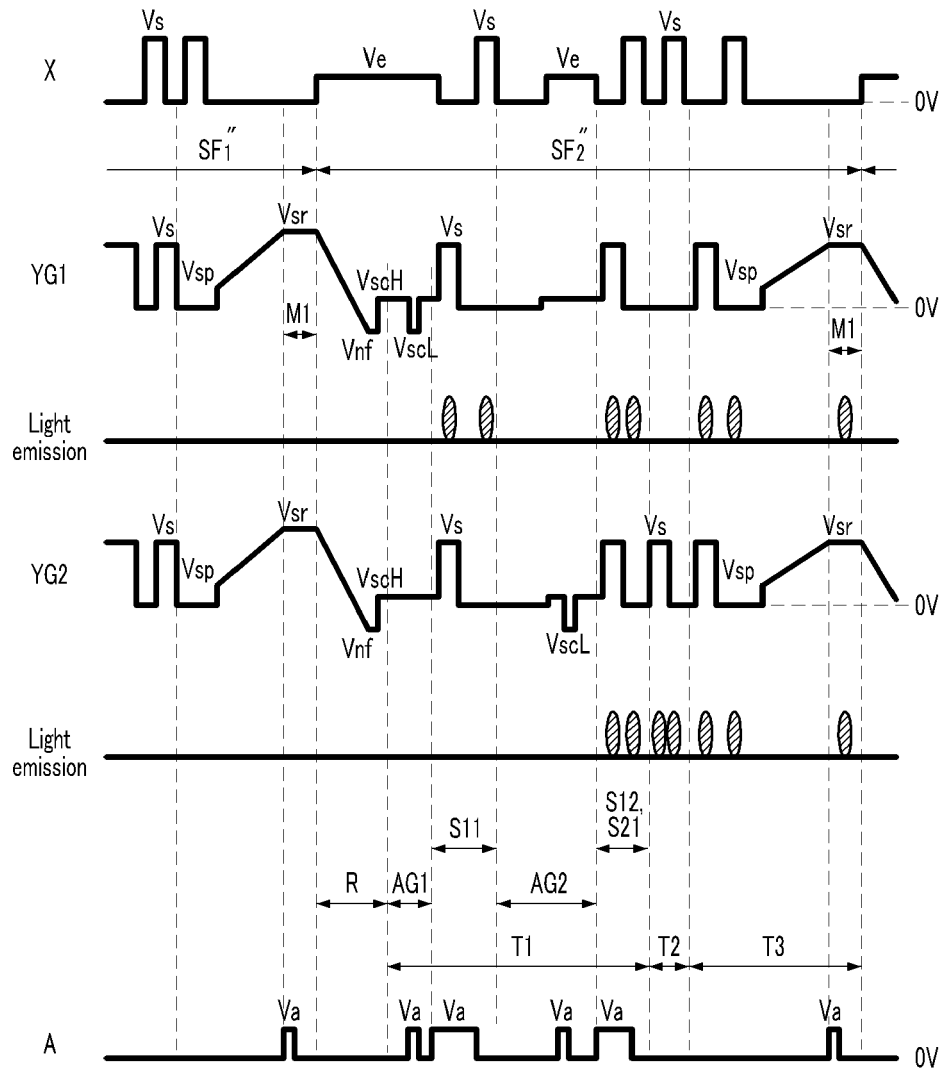 Vs Vs Vs
X Ve Ve
0V
SF1″ SF2″
Vs Vsr Vs Vsr
YG1 Vsp VscH Vsp
0V
M1 Vnf VscL M1
Light
emission
Vs Vsr Vs Vs Vsr
YG2 Vsp VscH Vsp
0V
Vnf VscL
Light
emission
S11 S12,
S21
R AG1 AG2
T1 T2 T3
Va Va Va Va Va Va
A 0V